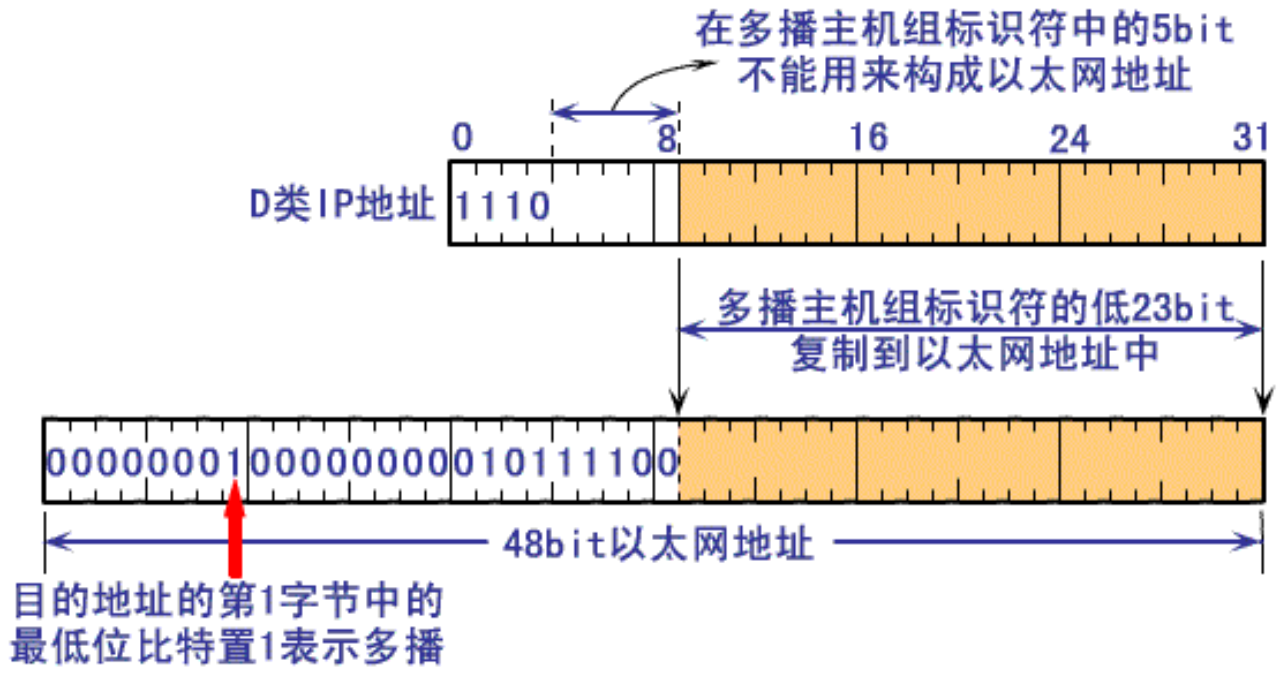 在多播主机组标识符中的5bit
不能用来构成以太网地址
0 8 16 24 31
D类IP地址 1110
多播主机组标识符的低23bit
复制到以太网地址中
0000000100000000010111100
48bit以太网地址
目的地址的第1字节中的
最低位比特置1表示多播